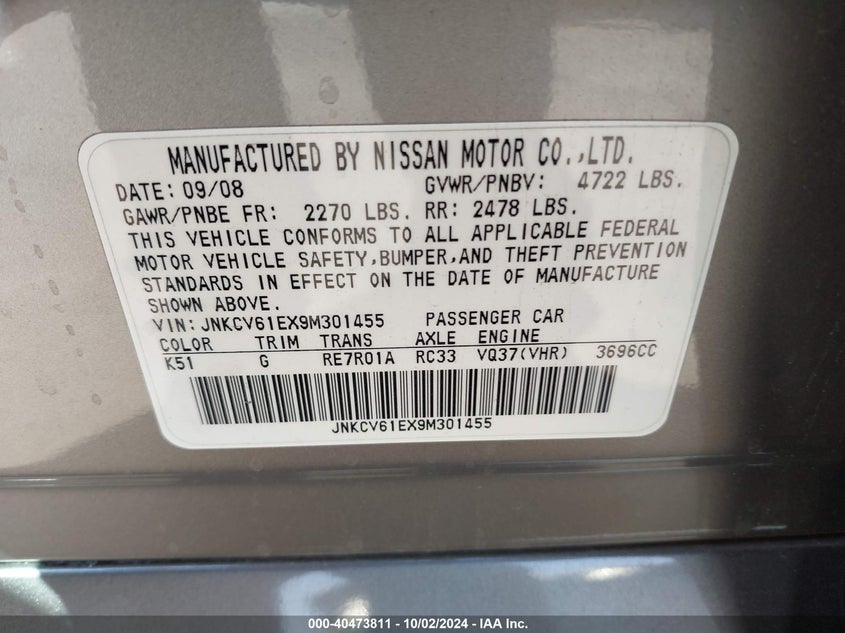 MANUFACTURED BY NISSAN MOTOR CO.,LTD.
DATE: 09/08 GVWR/PNBV: 4722 LBS.
GAWR/PNBE FR: 2270 LBS. RR: 2478 LBS.
THIS VEHICLE CONFORMS TO ALL APPLICABLE FEDERAL
MOTOR VEHICLE SAFETY,BUMPER,AND THEFT PREVENTION
STANDARDS IN EFFECT ON THE DATE OF MANUFACTURE
SHOWN ABOVE.
VIN: JNKCV61EX9M301455 PASSENGER CAR
COLOR TRIM TRANS AXLE ENGINE
K51 G RE7R01A RC33 VQ37(VHR) 3696CC
JNKCV61EX9M301455
000-40473811 - 10/02/2024 - IAA Inc.